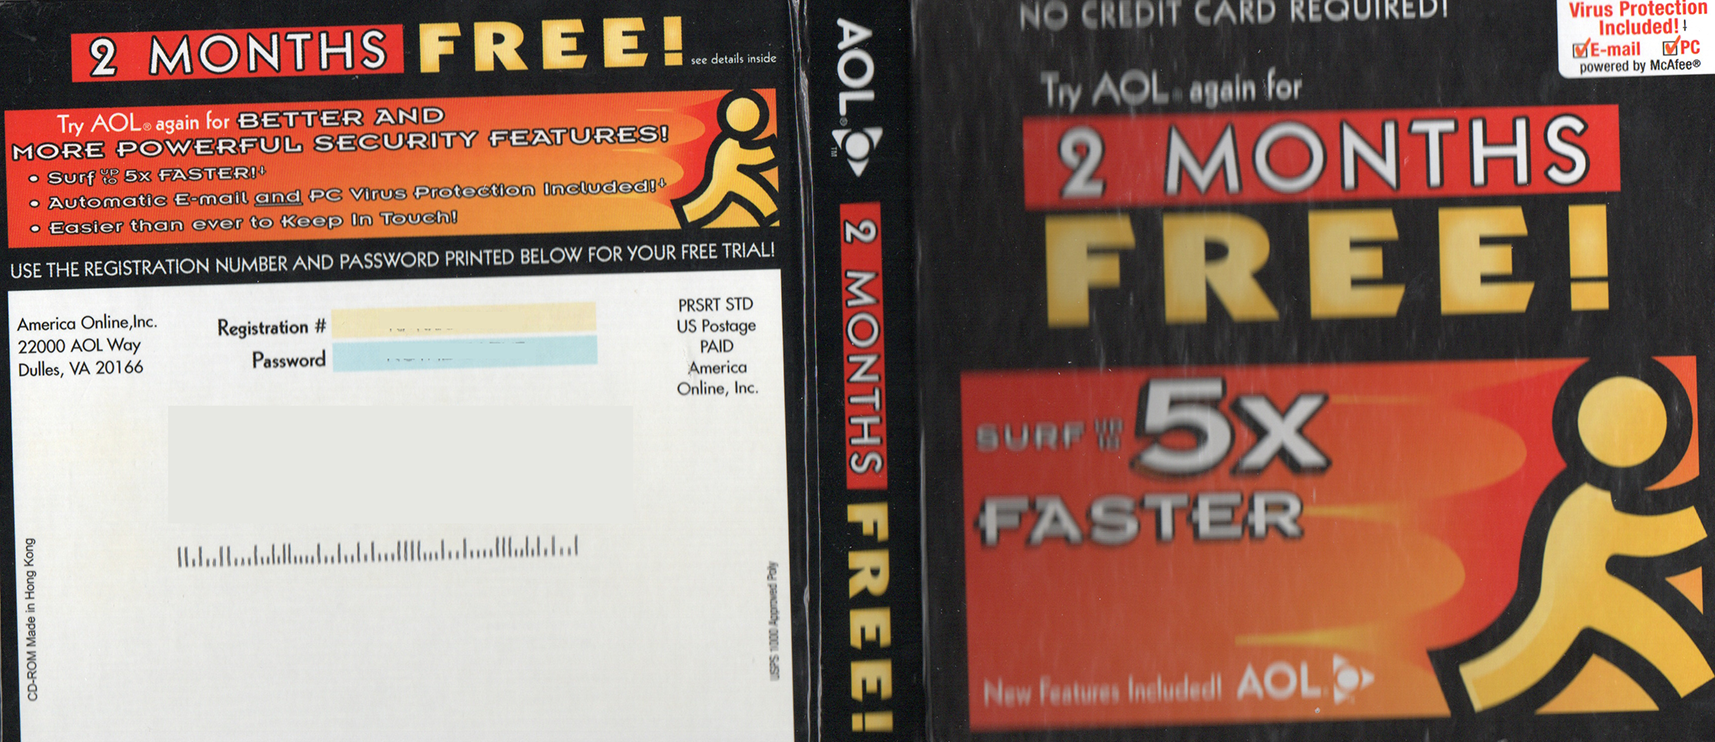 2 MONTHS FREE!
see details inside
Try AOL® again for BETTER AND
MORE POWERFUL SECURITY FEATURES!
• Surf UP TO 5x FASTER!‡
• Automatic E-mail and PC Virus Protection Included!‡
• Easier than ever to Keep In Touch!
USE THE REGISTRATION NUMBER AND PASSWORD PRINTED BELOW FOR YOUR FREE TRIAL!
America Online,Inc.
22000 AOL Way
Dulles, VA 20166
Registration #
Password
PRSRT STD
US Postage
PAID
America
Online, Inc.
CD-ROM Made in Hong Kong
USPS 1000 Approved Poly
AOL®
TM
2 MONTHS FREE!
NO CREDIT CARD REQUIRED!
Virus Protection
Included!‡
E-mail PC
powered by McAfee®
Try AOL® again for
2 MONTHS
FREE!
SURF UP TO 5X
FASTER
New Features Included! AOL